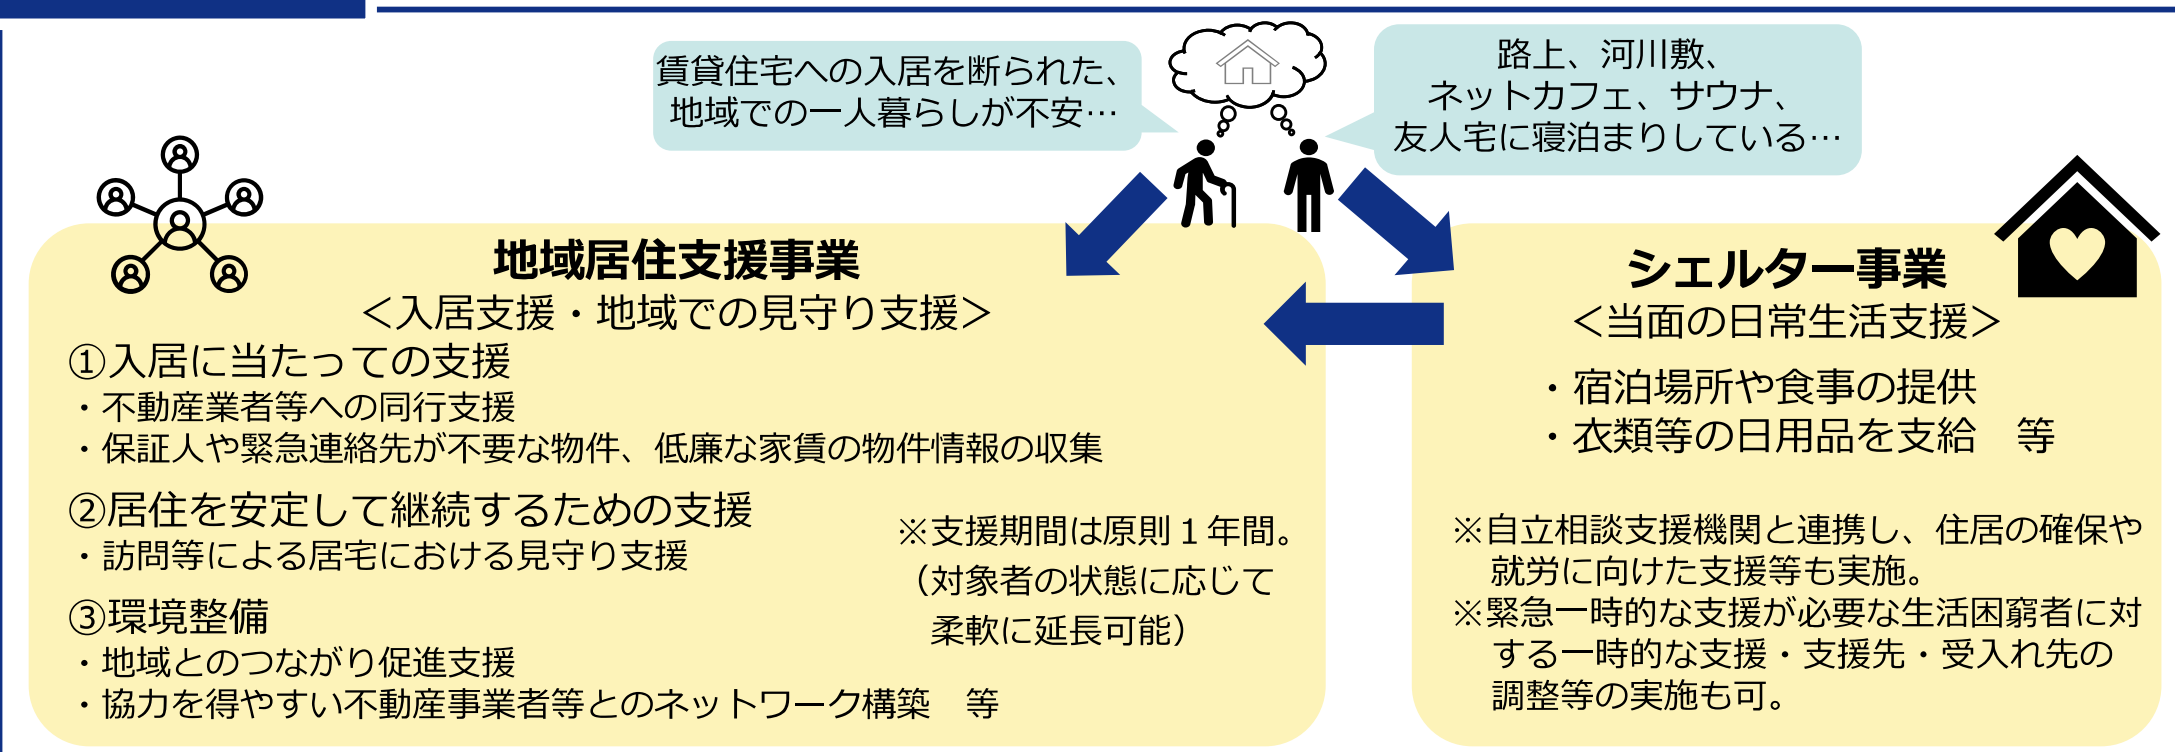 賃貸住宅への入居を断られた、
地域での一人暮らしが不安…
路上、河川敷、
ネットカフェ、サウナ、
友人宅に寝泊まりしている…
地域居住支援事業
＜入居支援・地域での見守り支援＞
①入居に当たっての支援
・不動産業者等への同行支援
・保証人や緊急連絡先が不要な物件、低廉な家賃の物件情報の収集
②居住を安定して継続するための支援
・訪問等による居宅における見守り支援
③環境整備
・地域とのつながり促進支援
・協力を得やすい不動産事業者等とのネットワーク構築　等
※支援期間は原則１年間。
（対象者の状態に応じて
柔軟に延長可能）
シェルター事業
＜当面の日常生活支援＞
・宿泊場所や食事の提供
・衣類等の日用品を支給　等
※自立相談支援機関と連携し、住居の確保や
就労に向けた支援等も実施。
※緊急一時的な支援が必要な生活困窮者に対
する一時的な支援・支援先・受入れ先の
調整等の実施も可。